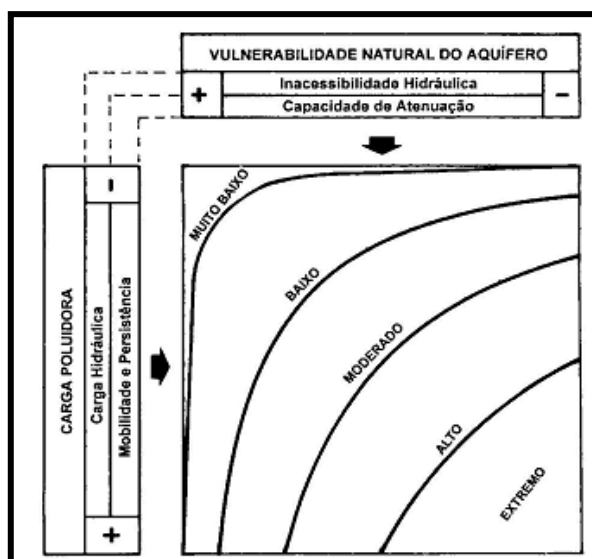 VULNERABILIDADE NATURAL DO AQUÍFERO
+
Inacessibilidade Hidráulica
Capacidade de Atenuação
-
CARGA POLUIDORA
-
Carga Hidráulica
Mobilidade e Persistência
+
MUITO BAIXO
BAIXO
MODERADO
ALTO
EXTREMO